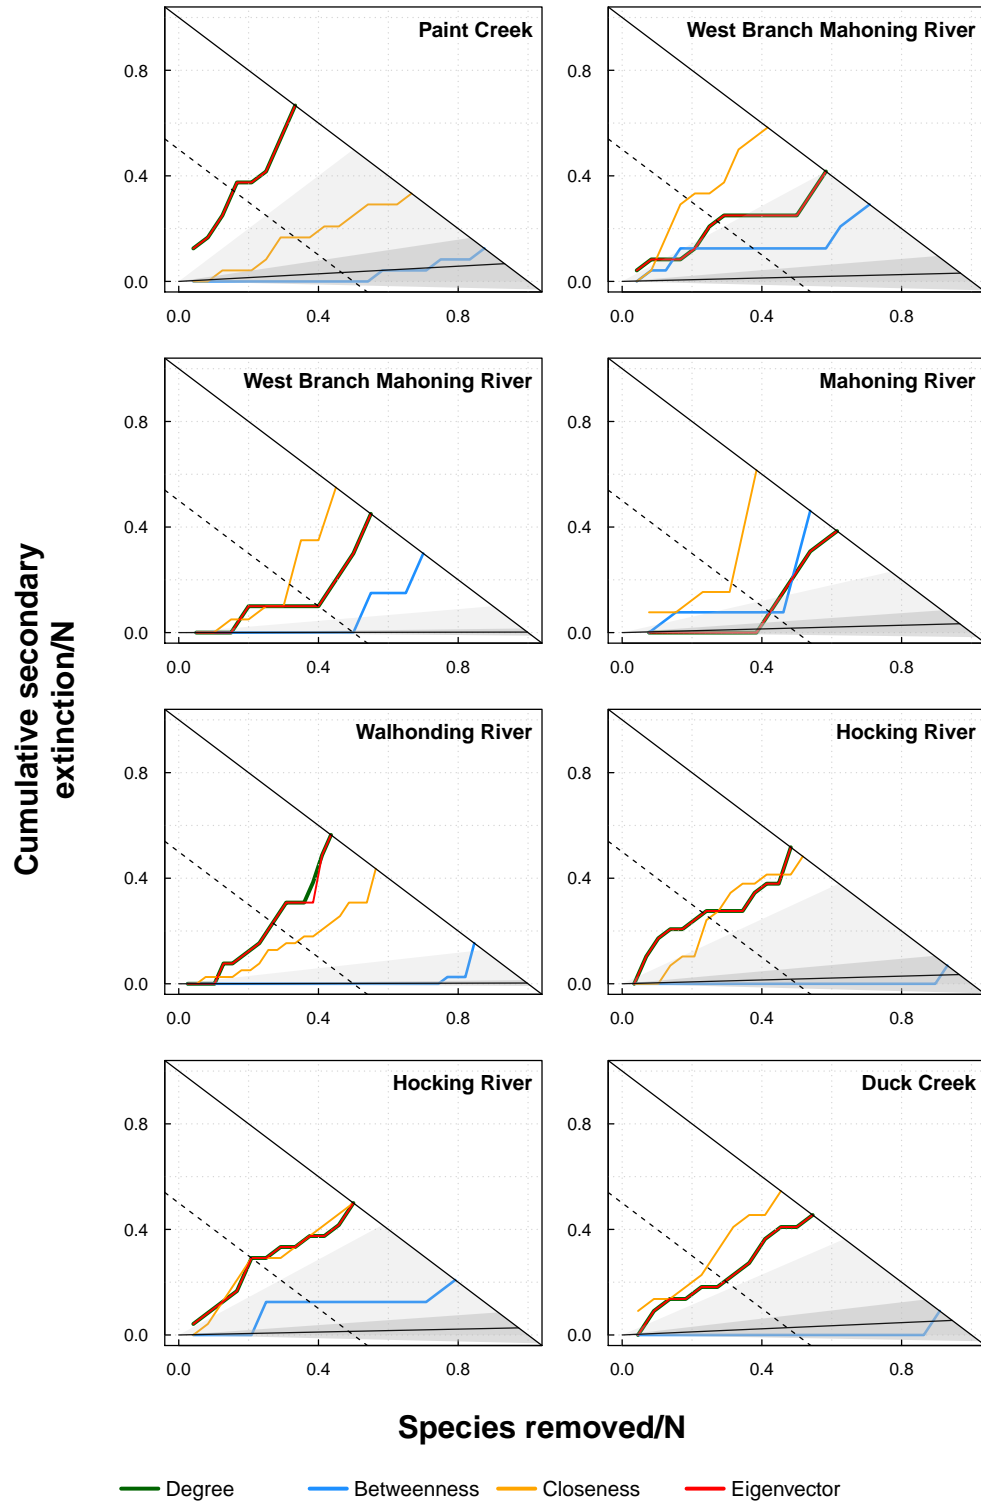 Paint Creek
West Branch Mahoning River
0.8
0.4
0.0
0.0 0.4 0.8
0.8
0.4
0.0
0.0 0.4 0.8
West Branch Mahoning River
Mahoning River
0.8
0.4
0.0
0.0 0.4 0.8
0.8
0.4
0.0
0.0 0.4 0.8
Cumulative secondary
extinction/N
Walhonding River
Hocking River
0.8
0.4
0.0
0.0 0.4 0.8
0.8
0.4
0.0
0.0 0.4 0.8
Hocking River
Duck Creek
0.8
0.4
0.0
0.0 0.4 0.8
0.8
0.4
0.0
0.0 0.4 0.8
Species removed/N
Degree Betweenness Closeness Eigenvector